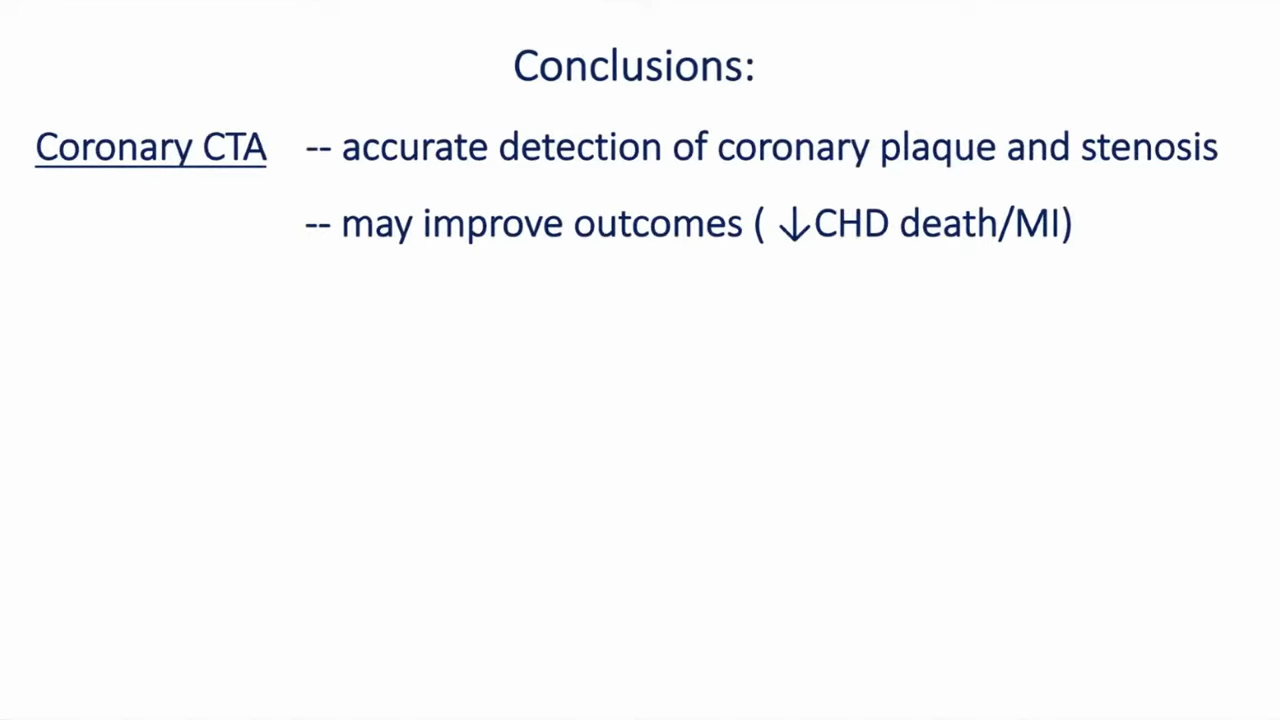 Conclusions:
Coronary CTA -- accurate detection of coronary plaque and stenosis
-- may improve outcomes ( ↓CHD death/MI)